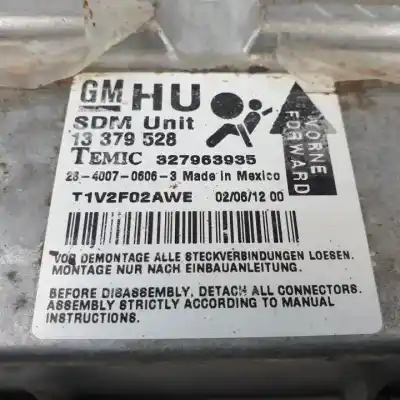 GM HU
SDM Unit
13 379 528
TEMIC 327963935
28-4007-0606-3 Made in Mexico
T1V2F02AWE 02/06/12 00
VORNE
FORWARD
VOR DEMONTAGE ALLE STECKVERBINDUNGEN LOESEN.
MONTAGE NUR NACH EINBAUANLEITUNG.
BEFORE DISASSEMBLY, DETACH ALL CONNECTORS.
ASSEMBLY STRICTLY ACCORDING TO MANUAL
INSTRUCTIONS.